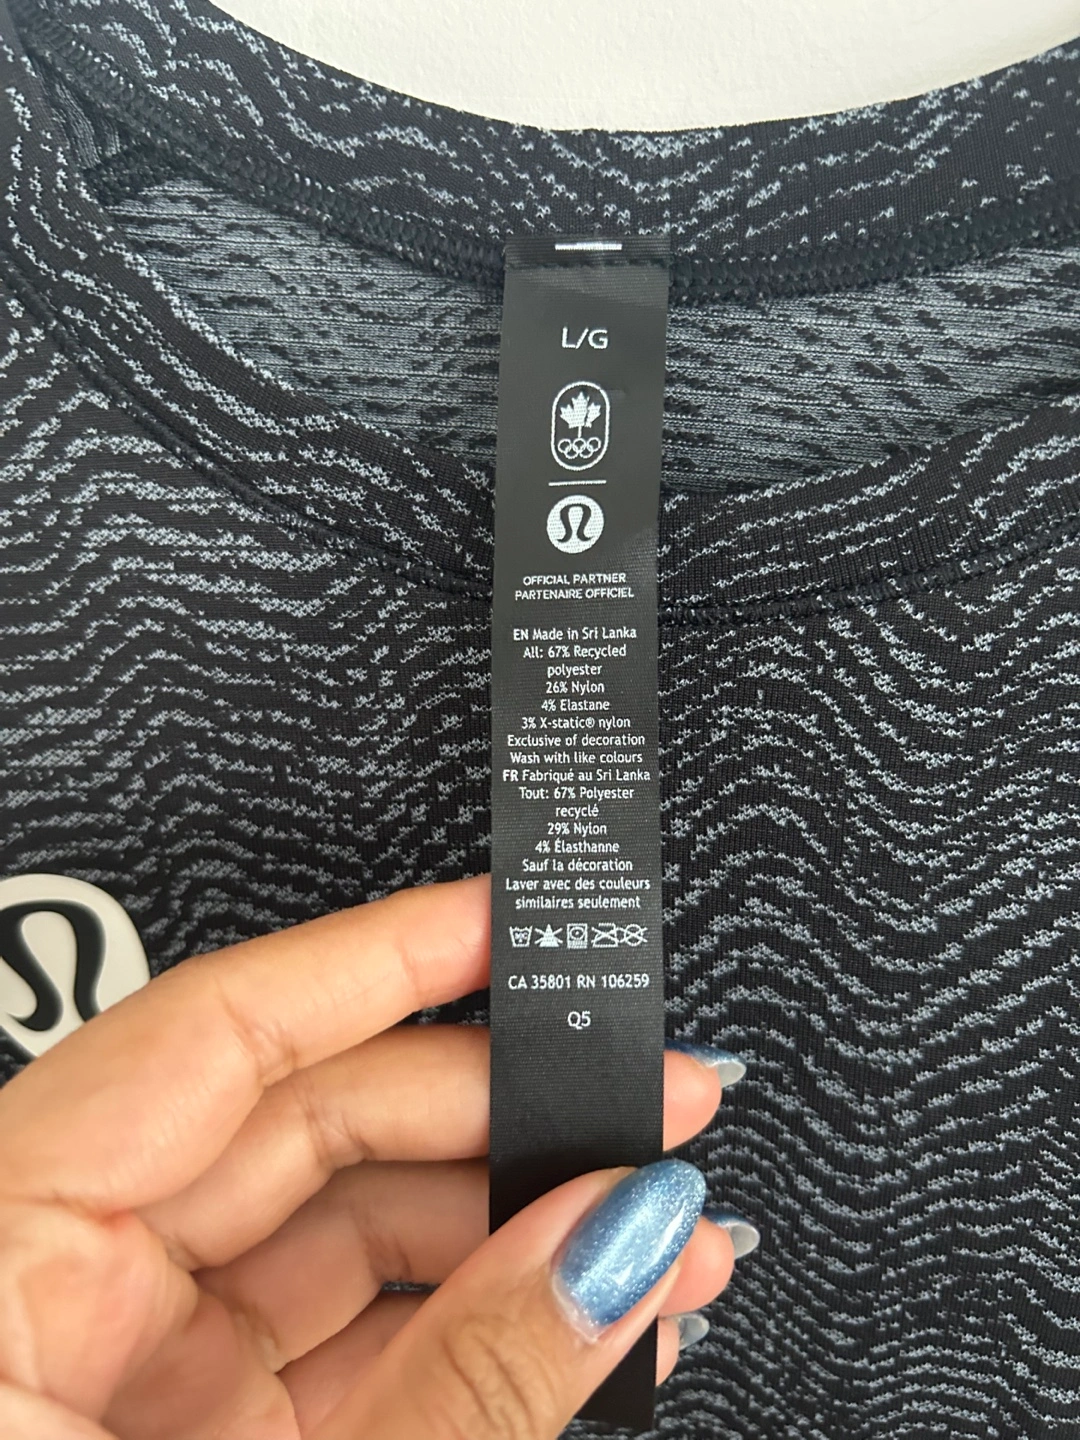 L/G
OFFICIAL PARTNER
PARTENAIRE OFFICIEL
EN Made in Sri Lanka
All: 67% Recycled
polyester
26% Nylon
4% Elastane
3% X-static® nylon
Exclusive of decoration
Wash with like colours
FR Fabriqué au Sri Lanka
Tout: 67% Polyester
recyclé
29% Nylon
4% Élasthanne
Sauf la décoration
Laver avec des couleurs
similaires seulement
CA 35801 RN 106259
Q5